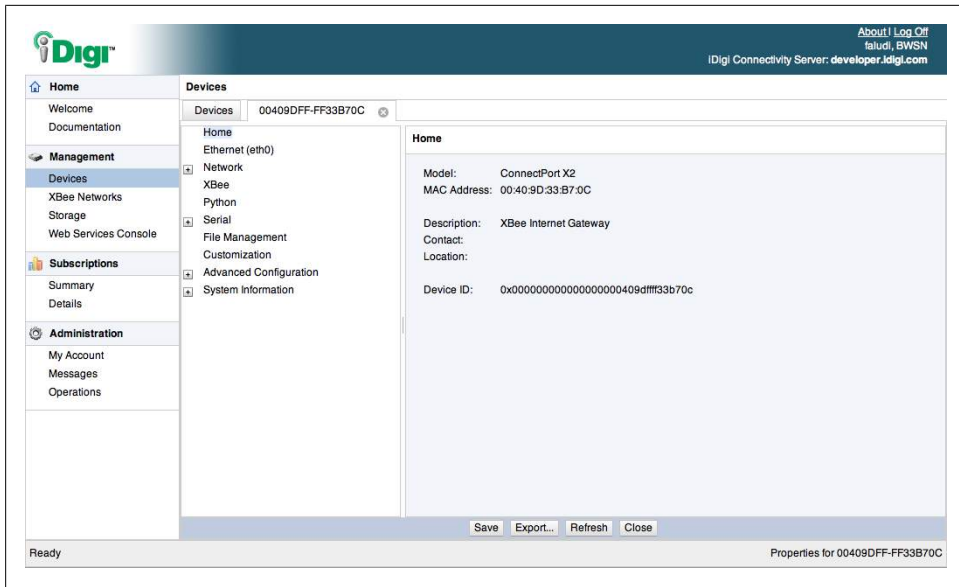 iDigi™
About | Log Off
faludi, BWSN
iDigi Connectivity Server: developer.idigi.com
Home
Welcome
Documentation
Management
Devices
XBee Networks
Storage
Web Services Console
Subscriptions
Summary
Details
Administration
My Account
Messages
Operations
Devices
Devices
00409DFF-FF33B70C
Home
Ethernet (eth0)
Network
XBee
Python
Serial
File Management
Customization
Advanced Configuration
System Information
Home
Model: ConnectPort X2
MAC Address: 00:40:9D:33:B7:0C
Description: XBee Internet Gateway
Contact:
Location:
Device ID: 0x000000000000000000409dffff33b70c
Save Export... Refresh Close
Ready
Properties for 00409DFF-FF33B70C